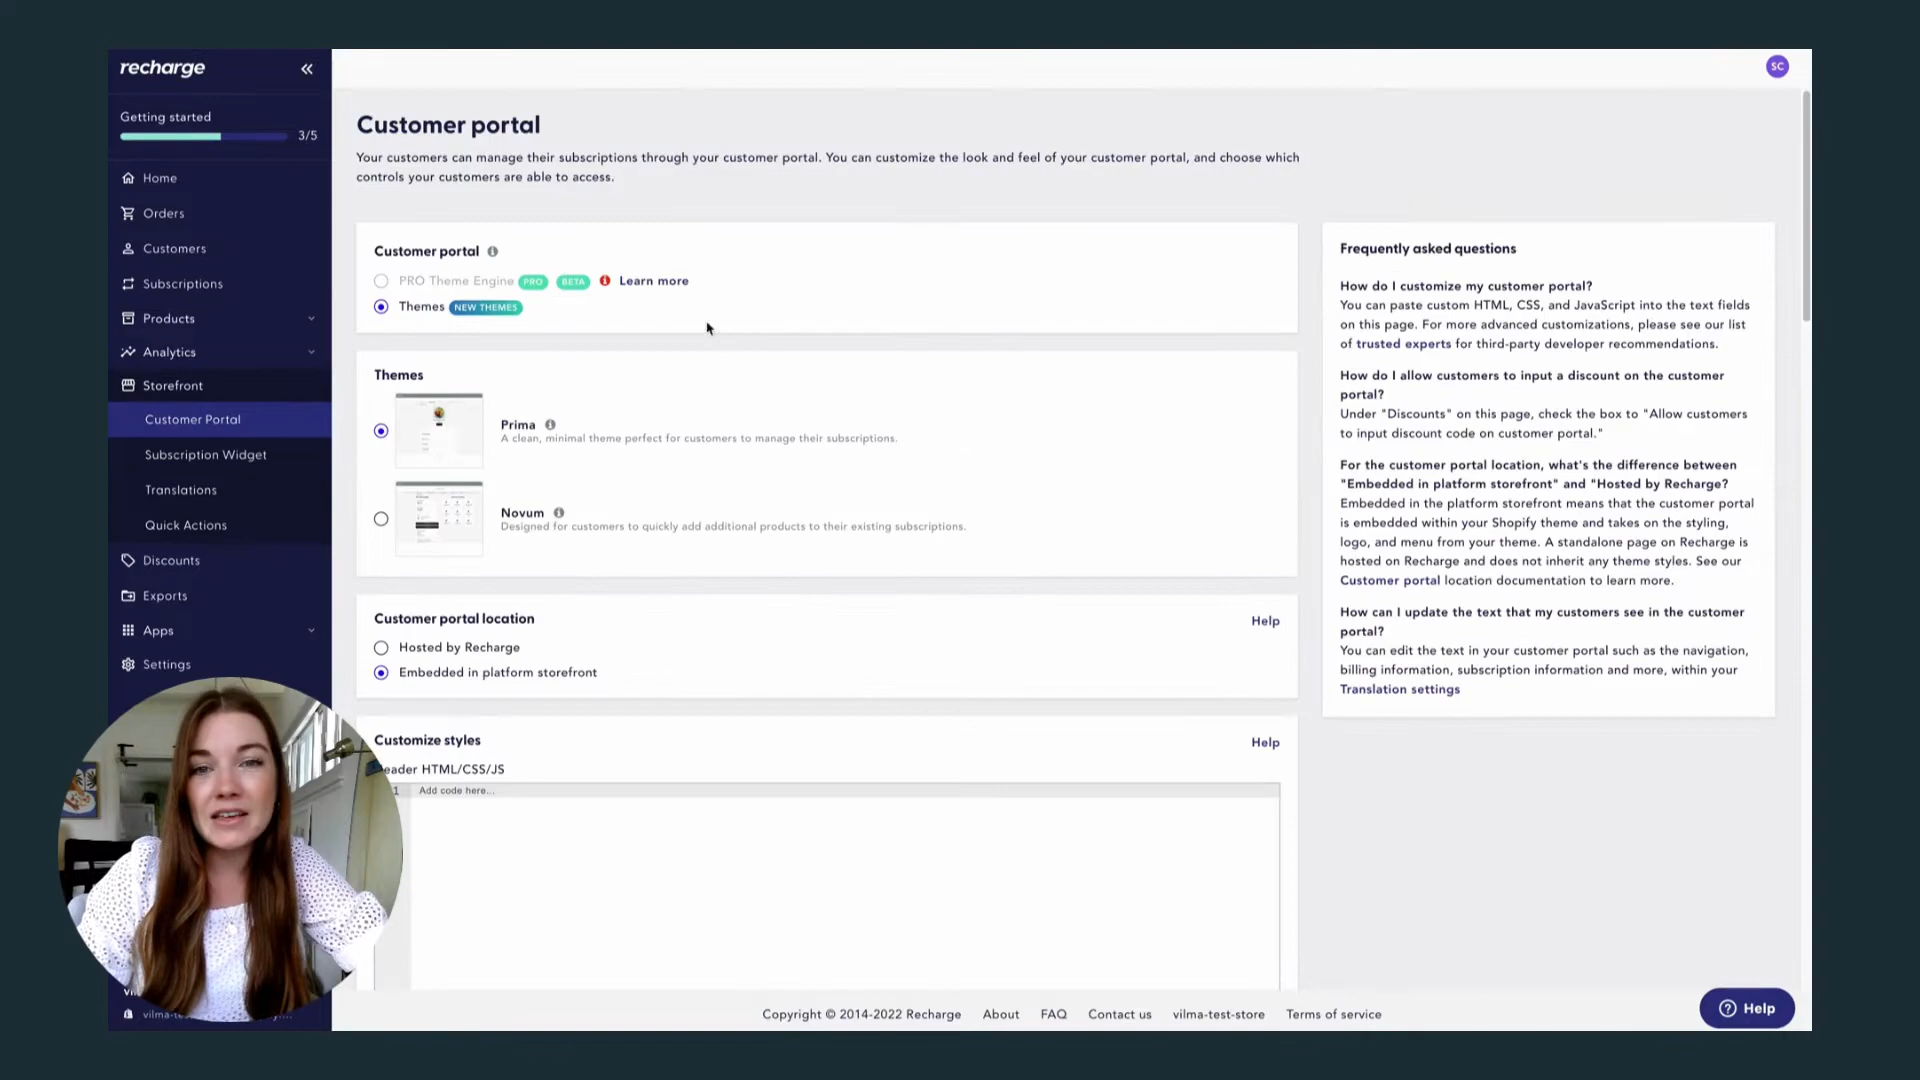 recharge
SC
Getting started
3/5
Home
Orders
Customers
Subscriptions
Products
Analytics
Storefront
Customer Portal
Subscription Widget
Translations
Quick Actions
Discounts
Exports
Apps
Settings
Customer portal
Your customers can manage their subscriptions through your customer portal. You can customize the look and feel of your customer portal, and choose which
controls your customers are able to access.
Customer portal
PRO Theme Engine PRO BETA Learn more
Themes NEW THEMES
Themes
Prima
A clean, minimal theme perfect for customers to manage their subscriptions.
Novum
Designed for customers to quickly add additional products to their existing subscriptions.
Customer portal location
Help
Hosted by Recharge
Embedded in platform storefront
Customize styles
Help
eader HTML/CSS/JS
1 Add code here...
Frequently asked questions
How do I customize my customer portal?
You can paste custom HTML, CSS, and JavaScript into the text fields
on this page. For more advanced customizations, please see our list
of trusted experts for third-party developer recommendations.
How do I allow customers to input a discount on the customer
portal?
Under "Discounts" on this page, check the box to "Allow customers
to input discount code on customer portal."
For the customer portal location, what's the difference between
"Embedded in platform storefront" and "Hosted by Recharge?
Embedded in the platform storefront means that the customer portal
is embedded within your Shopify theme and takes on the styling,
logo, and menu from your theme. A standalone page on Recharge is
hosted on Recharge and does not inherit any theme styles. See our
Customer portal location documentation to learn more.
How can I update the text that my customers see in the customer
portal?
You can edit the text in your customer portal such as the navigation,
billing information, subscription information and more, within your
Translation settings
Copyright © 2014-2022 Recharge About FAQ Contact us vilma-test-store Terms of service
Help